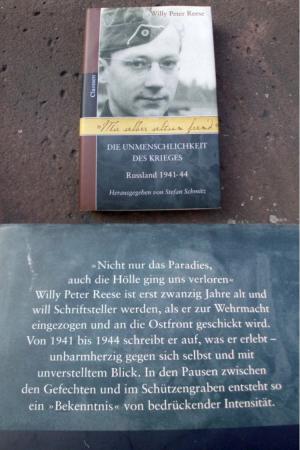 Willy Peter Reese
Claassen
»Mir selber
DIE UNMENSCHLICHKEIT
DES KRIEGES
Russland 1941-44
Herausgegeben von Stefan Schmitz
»Nicht nur das Paradies,
auch die Hölle ging uns verloren«
Willy Peter Reese ist erst zwanzig Jahre alt und
will Schriftsteller werden, als er zur Wehrmacht
eingezogen und an die Ostfront geschickt wird.
Von 1941 bis 1944 schreibt er auf, was er erlebt –
unbarmherzig gegen sich selbst und mit
unverstelltem Blick. In den Pausen zwischen
den Gefechten und im Schützengraben entsteht so
ein »Bekenntnis« von bedrückender Intensität.